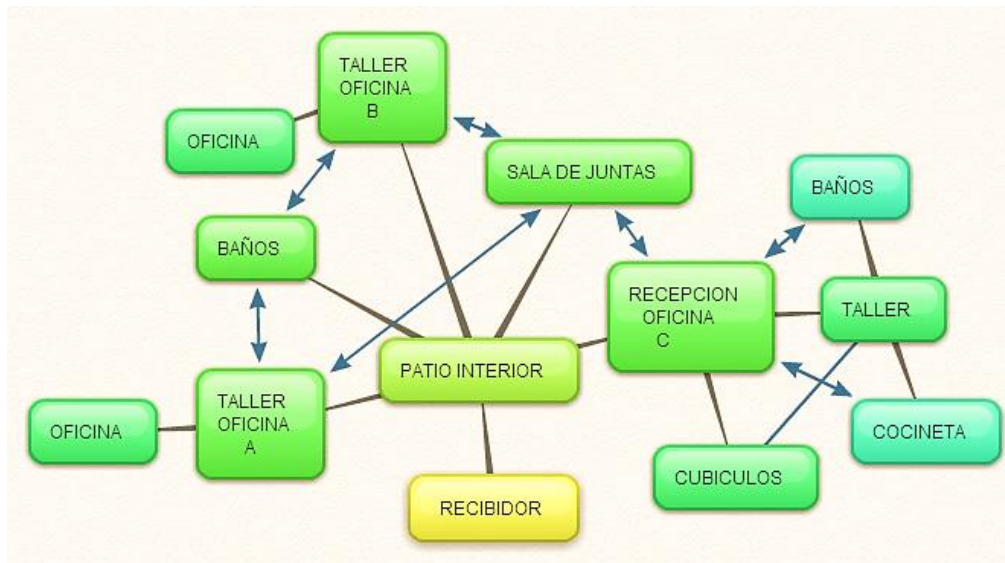 TALLER
OFICINA
B
OFICINA
SALA DE JUNTAS
BAÑOS
BAÑOS
RECEPCION
OFICINA
C
TALLER
PATIO INTERIOR
TALLER
OFICINA
A
OFICINA
COCINETA
CUBICULOS
RECIBIDOR